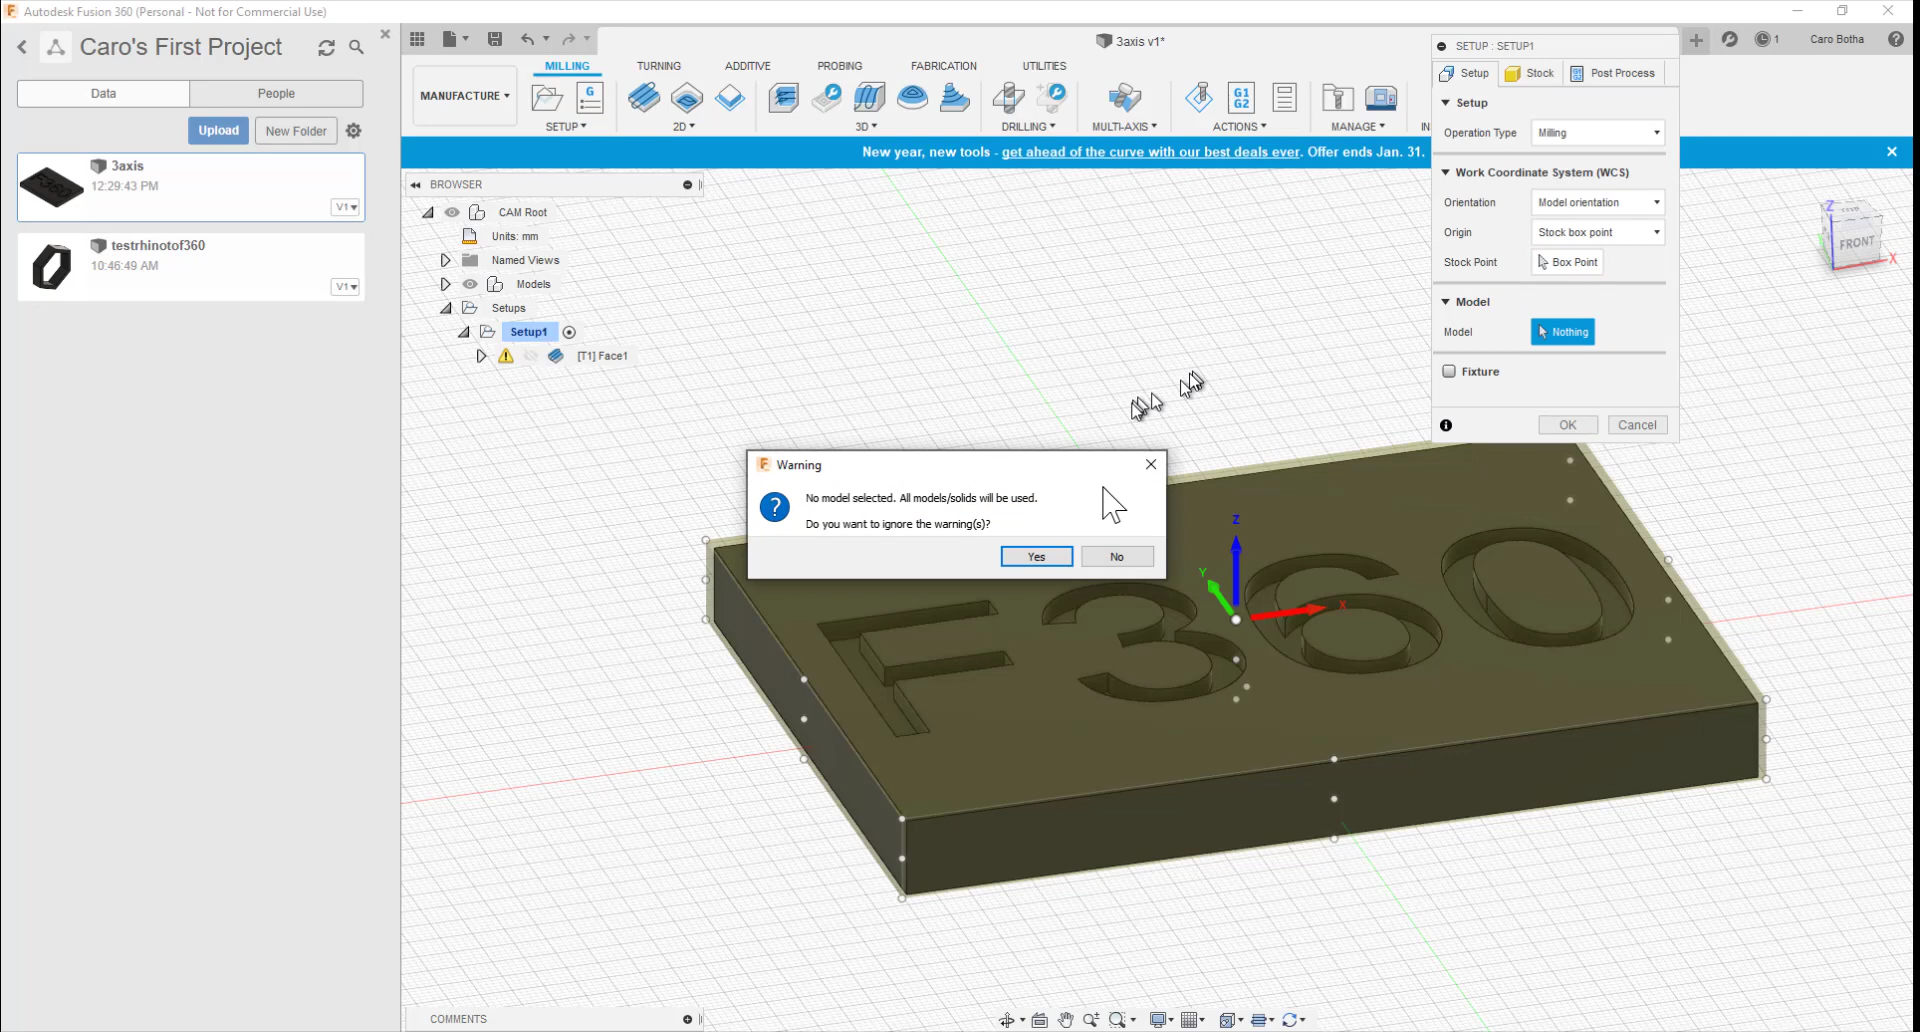 Autodesk Fusion 360 (Personal - Not for Commercial Use)
Caro's First Project
Data
People
Upload
New Folder
3axis
12:29:43 PM
V1
testrhinotof360
10:46:49 AM
V1
3axis v1*
1
Caro Botha
MILLING
TURNING
ADDITIVE
PROBING
FABRICATION
UTILITIES
MANUFACTURE
SETUP
2D
3D
DRILLING
MULTI-AXIS
ACTIONS
MANAGE
G
G1
G2
New year, new tools - get ahead of the curve with our best deals ever. Offer ends Jan. 31.
BROWSER
CAM Root
Units: mm
Named Views
Models
Setups
Setup1
[T1] Face1
SETUP : SETUP1
Setup
Stock
Post Process
Setup
Operation Type
Milling
Work Coordinate System (WCS)
Orientation
Model orientation
Origin
Stock box point
Stock Point
Box Point
Model
Model
Nothing
Fixture
OK
Cancel
Z
FRONT
X
Warning
No model selected. All models/solids will be used.
Do you want to ignore the warning(s)?
Yes
No
Z
Y
X
F360
COMMENTS